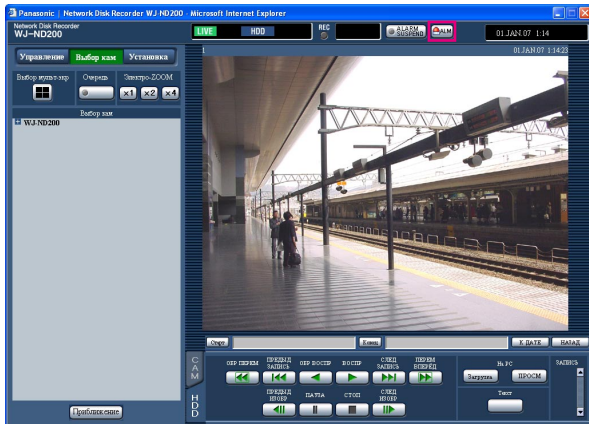 Panasonic | Network Disk Recorder WJ-ND200 - Microsoft Internet Explorer
Network Disk Recorder
WJ-ND200
LIVE HDD
REC
ALARM
SUSPEND
ALM
01.JAN.07 1:14
Управление Выбор кам Установка
1 01.JAN.07 1:14:23
Выбор мульт-экр Очередь Электро-ZOOM
x1 x2 x4
Выбор кам
WJ-ND200
Приближение
Старт Конец К ДАТЕ НАЗАД
CAM
HDD
ОБР ПЕРЕМ
ПРЕДЫД
ЗАПИСЬ
ОБР ВОСПР
ВОСПР
СЛЕД
ЗАПИСЬ
ПЕРЕМ
ВПЕРЁД
На PC
Загрузка ПРОСМ
ЗАПИСЬ
ПРЕДЫД
ИЗОБР
ПАУЗА
СТОП
СЛЕД
ИЗОБР
Текст